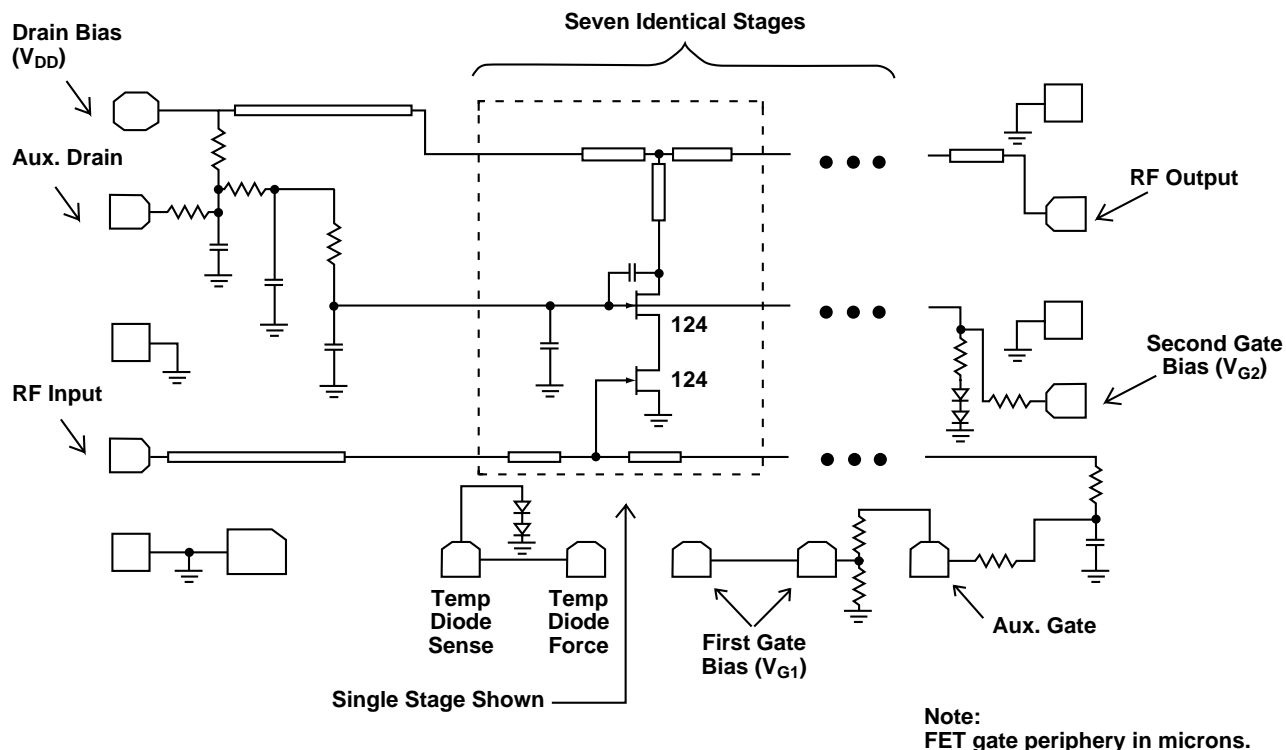 Seven Identical Stages
Drain Bias
(VDD)
Aux. Drain
RF Output
124
124
Second Gate
Bias (VG2)
RF Input
Temp
Diode
Sense
Temp
Diode
Force
First Gate
Bias (VG1)
Aux. Gate
Single Stage Shown
Note:
FET gate periphery in microns.